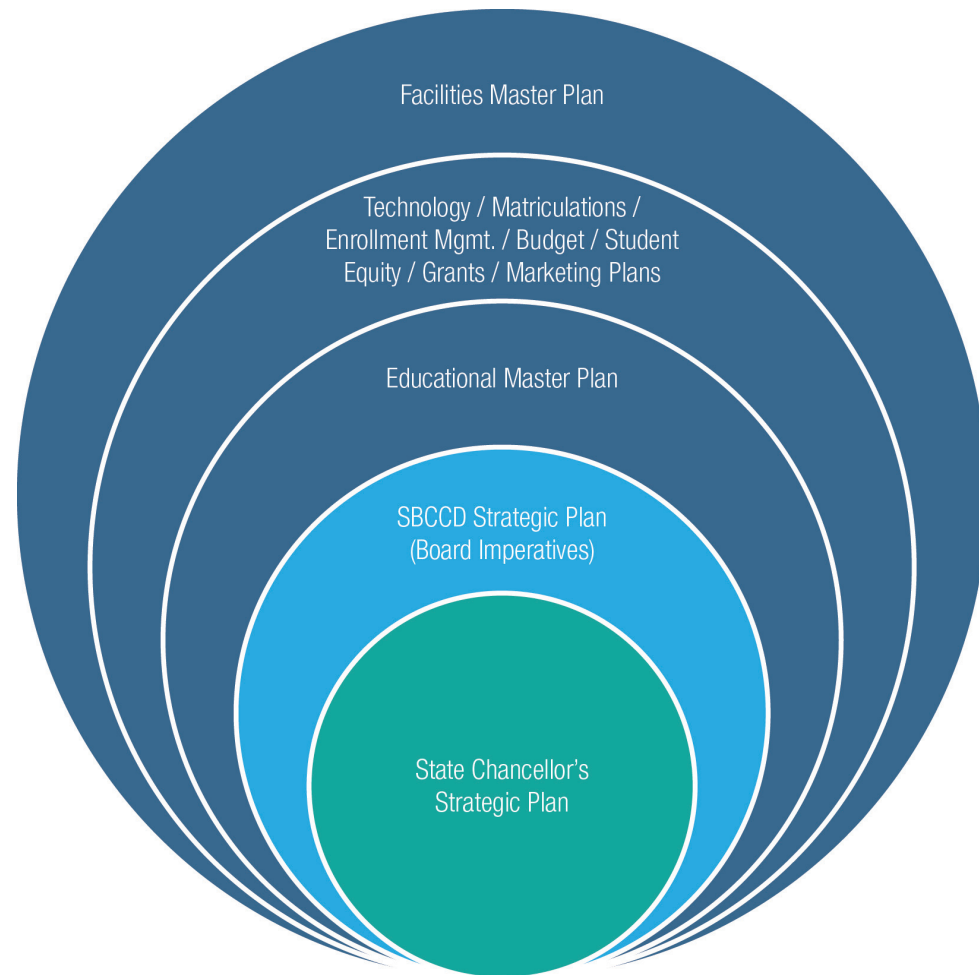 Facilities Master Plan
Technology / Matriculations /
Enrollment Mgmt. / Budget / Student
Equity / Grants / Marketing Plans
Educational Master Plan
SBCCD Strategic Plan
(Board Imperatives)
State Chancellor’s
Strategic Plan